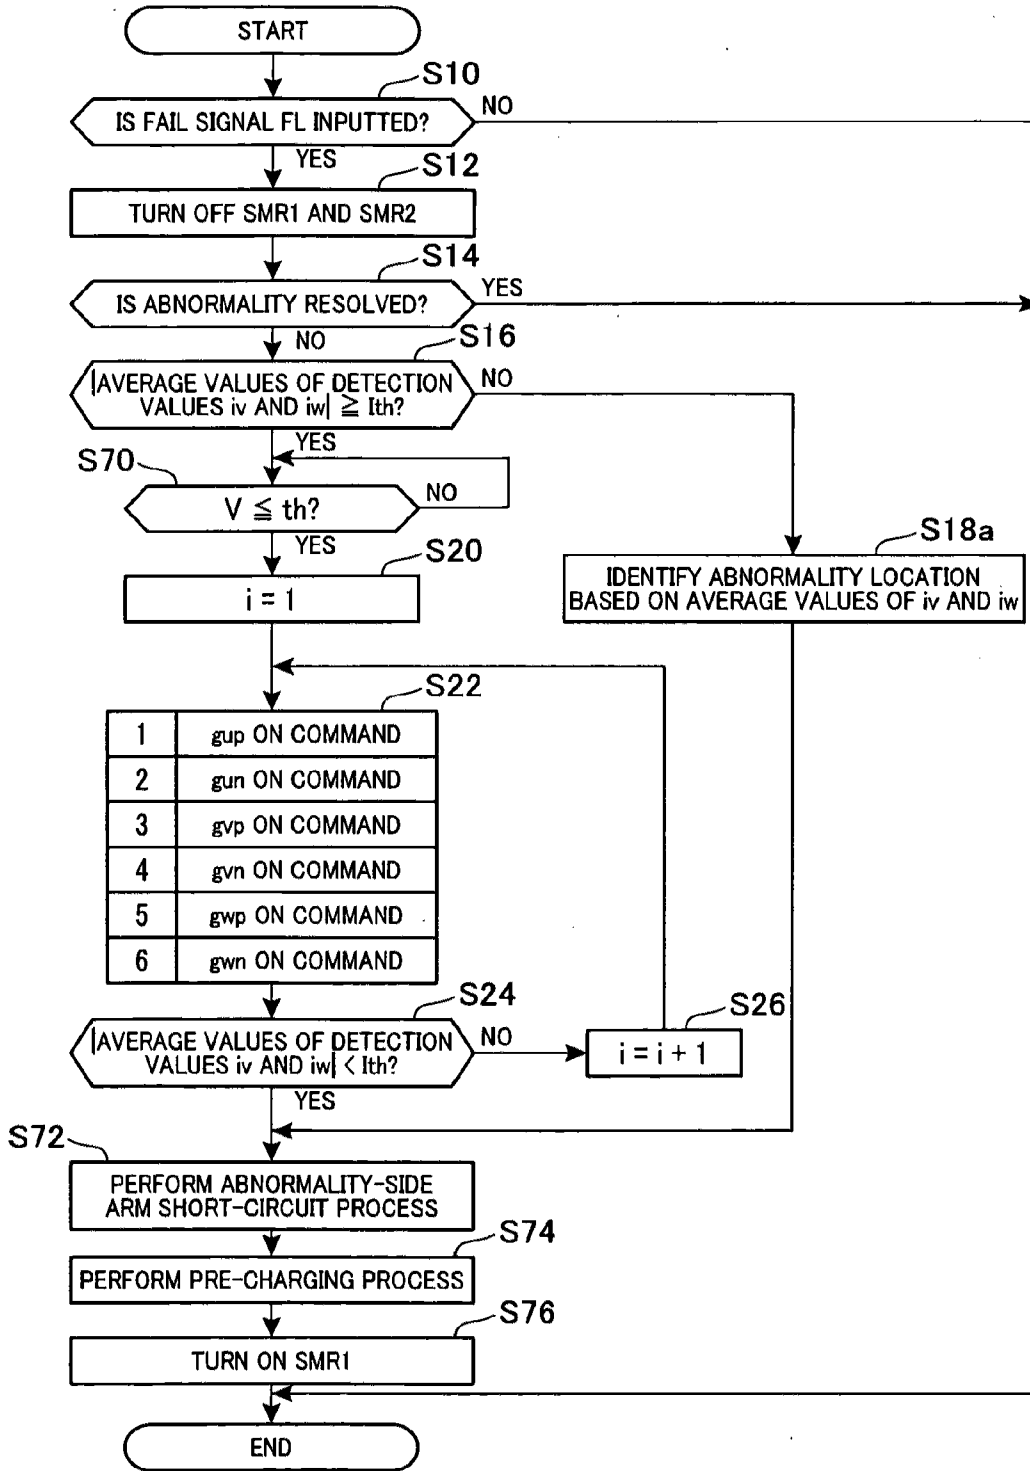 START
S10
IS FAIL SIGNAL FL INPUTTED?
NO
YES
S12
TURN OFF SMR1 AND SMR2
S14
IS ABNORMALITY RESOLVED?
YES
NO
S16
|AVERAGE VALUES OF DETECTION
VALUES iv AND iw| ≧ Ith?
NO
YES
S70
V ≦ th?
NO
YES
S20
i = 1
S18a
IDENTIFY ABNORMALITY LOCATION
BASED ON AVERAGE VALUES OF iv AND iw
S22
1 gup ON COMMAND
2 gun ON COMMAND
3 gvp ON COMMAND
4 gvn ON COMMAND
5 gwp ON COMMAND
6 gwn ON COMMAND
S24
|AVERAGE VALUES OF DETECTION
VALUES iv AND iw| < Ith?
NO
S26
i = i + 1
YES
S72
PERFORM ABNORMALITY-SIDE
ARM SHORT-CIRCUIT PROCESS
S74
PERFORM PRE-CHARGING PROCESS
S76
TURN ON SMR1
END